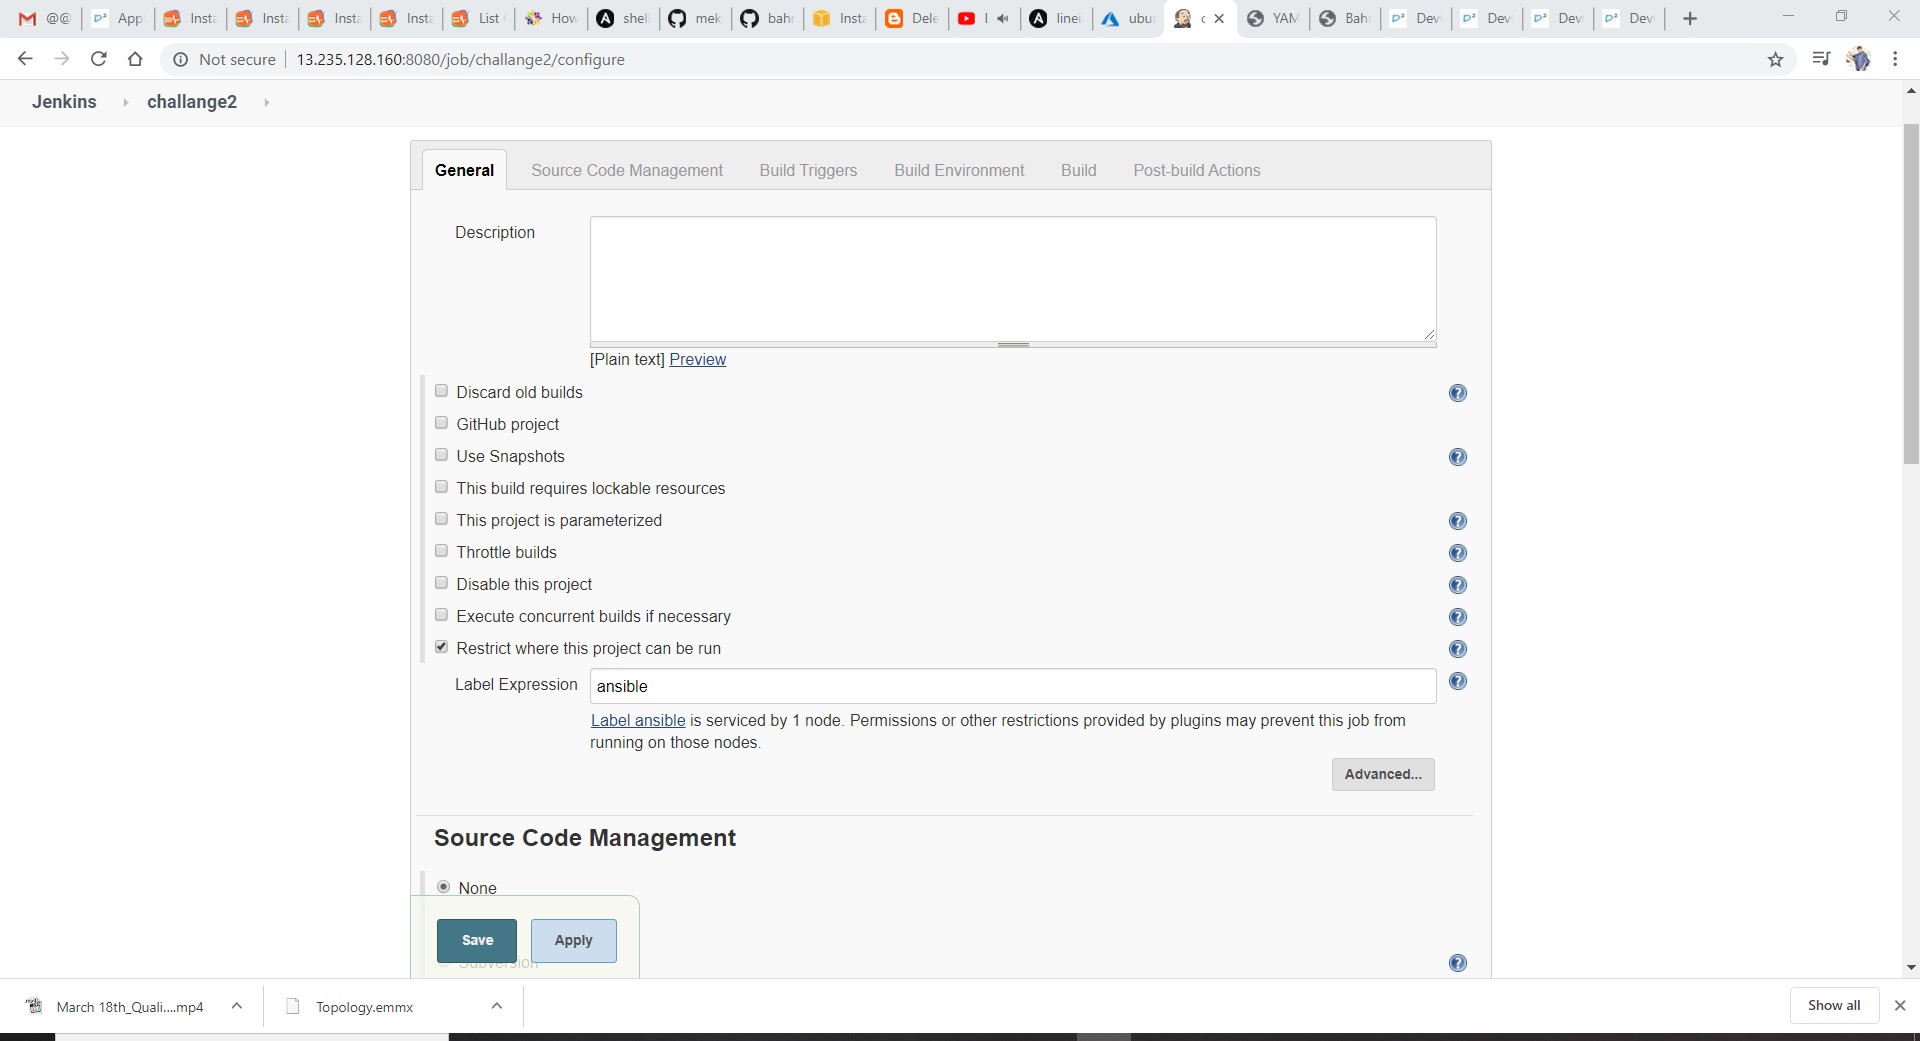 @@
App
Insta
Insta
Insta
Insta
List
How
shell
mek
bahr
Insta
Dele
linei
ubu
YAM
Bah
Dev
Dev
Dev
Dev
Not secure
13.235.128.160:8080/job/challange2/configure
Jenkins
challange2
General
Source Code Management
Build Triggers
Build Environment
Build
Post-build Actions
Description
[Plain text] Preview
Discard old builds
GitHub project
Use Snapshots
This build requires lockable resources
This project is parameterized
Throttle builds
Disable this project
Execute concurrent builds if necessary
Restrict where this project can be run
Label Expression
ansible
Label ansible is serviced by 1 node. Permissions or other restrictions provided by plugins may prevent this job from
running on those nodes.
Advanced...
Source Code Management
None
Save
Apply
Subversion
March 18th_Quali....mp4
Topology.emmx
Show all